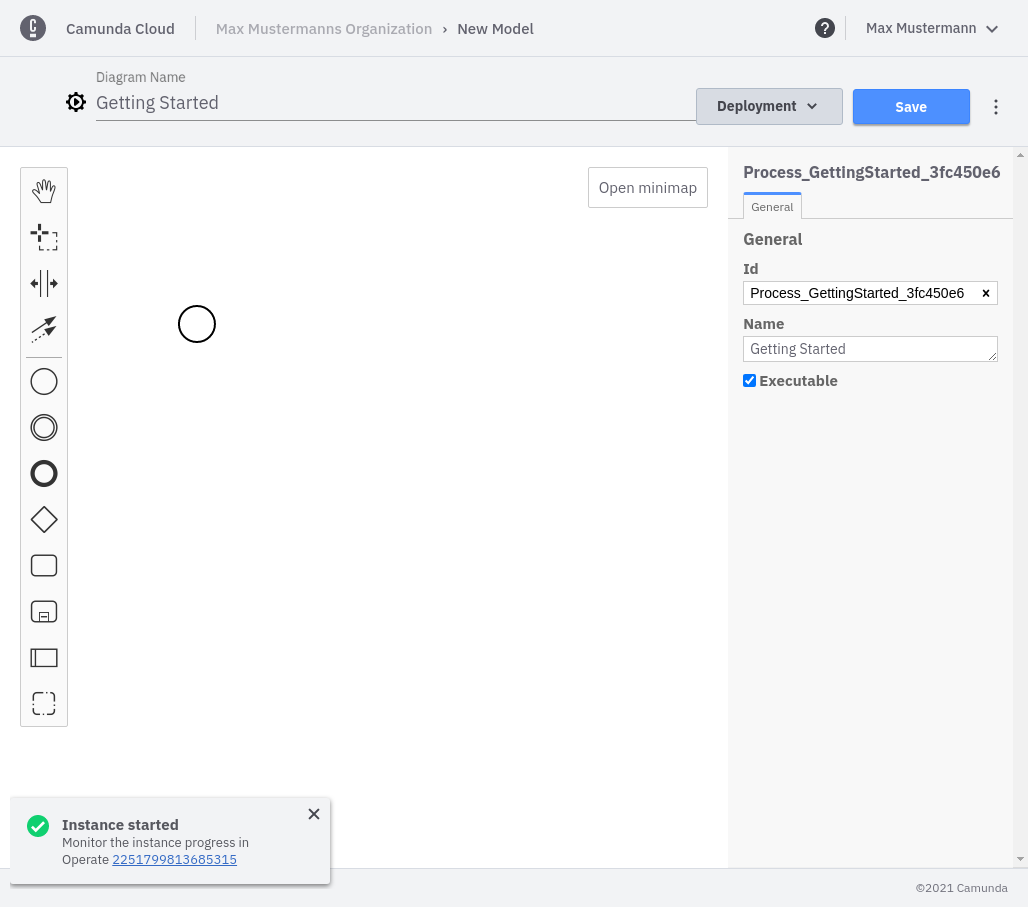 Camunda Cloud
Max Mustermanns Organization › New Model
?
Max Mustermann
Diagram Name
Getting Started
Deployment
Save
Open minimap
Process_GettingStarted_3fc450e6
General
General
Id
Process_GettingStarted_3fc450e6 ×
Name
Getting Started
Executable
Instance started
Monitor the instance progress in
Operate 2251799813685315
©2021 Camunda